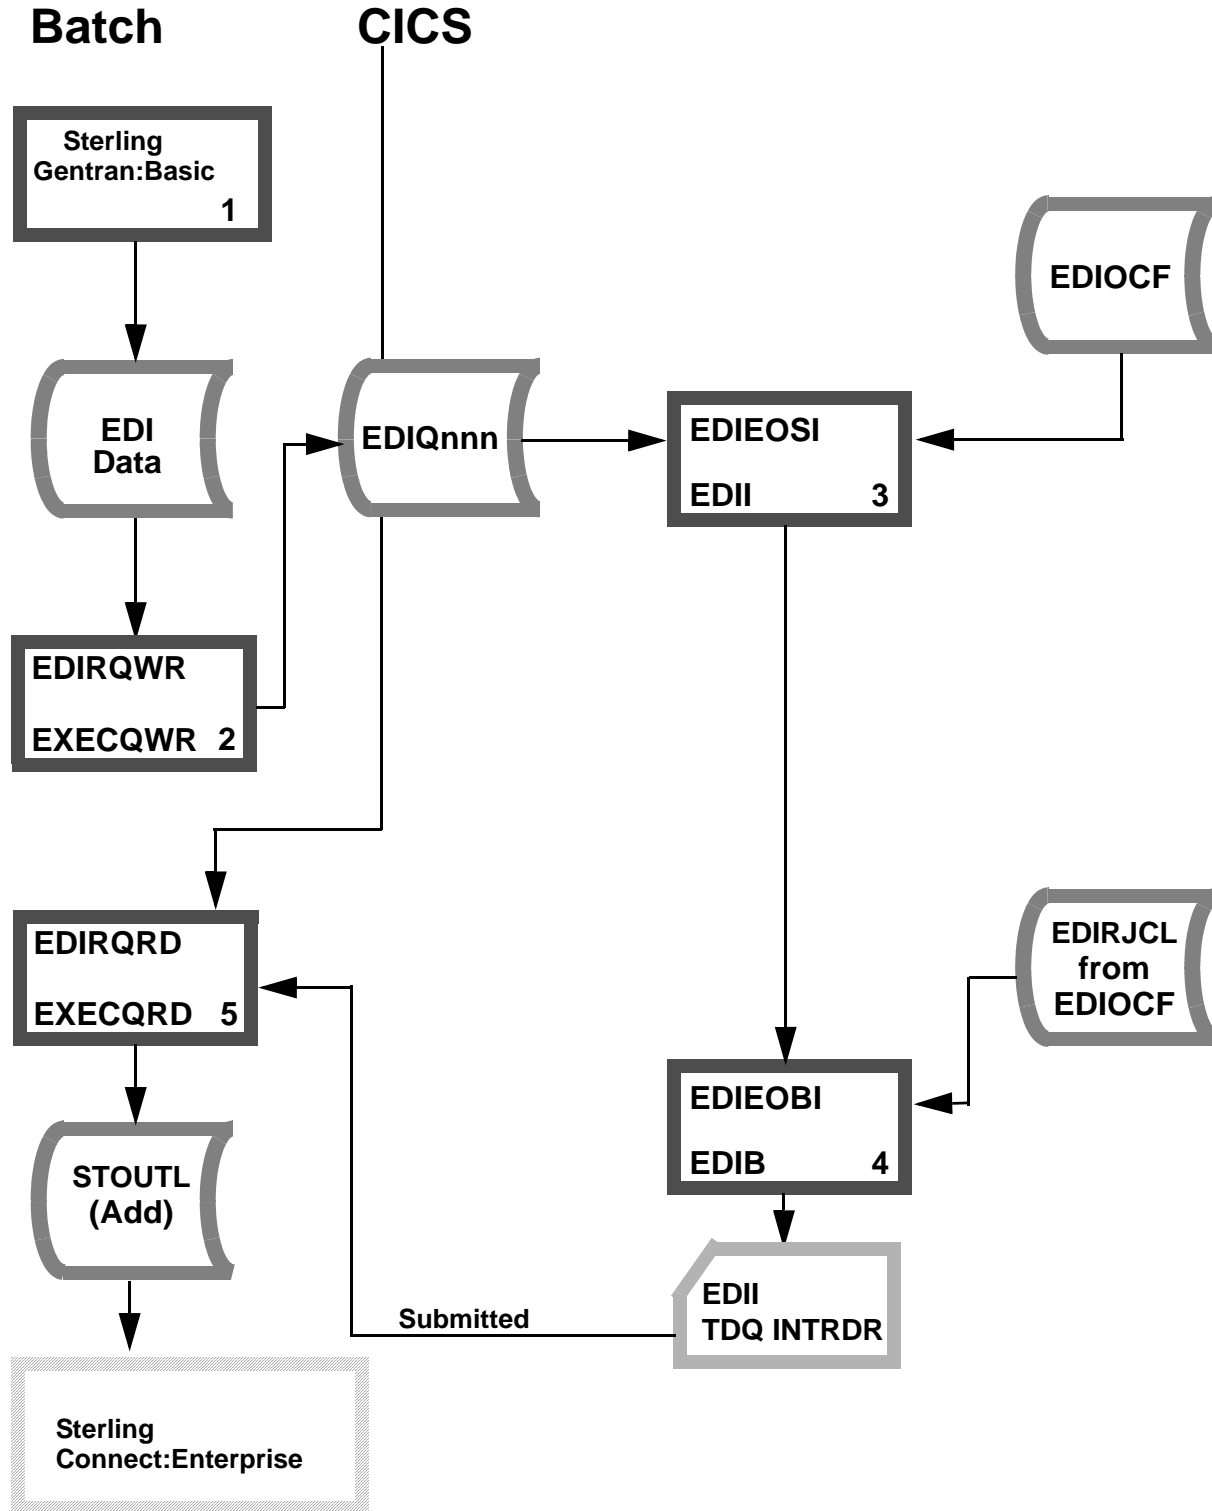 Batch
CICS
Sterling
Gentran:Basic
1
EDIOCF
EDI
Data
EDIQnnn
EDIEOSI
EDII 3
EDIRQWR
EXECQWR 2
EDIRQRD
EXECQRD 5
EDIRJCL
from
EDIOCF
EDIEOBI
EDIB 4
STOUTL
(Add)
EDII
TDQ INTRDR
Submitted
Sterling
Connect:Enterprise